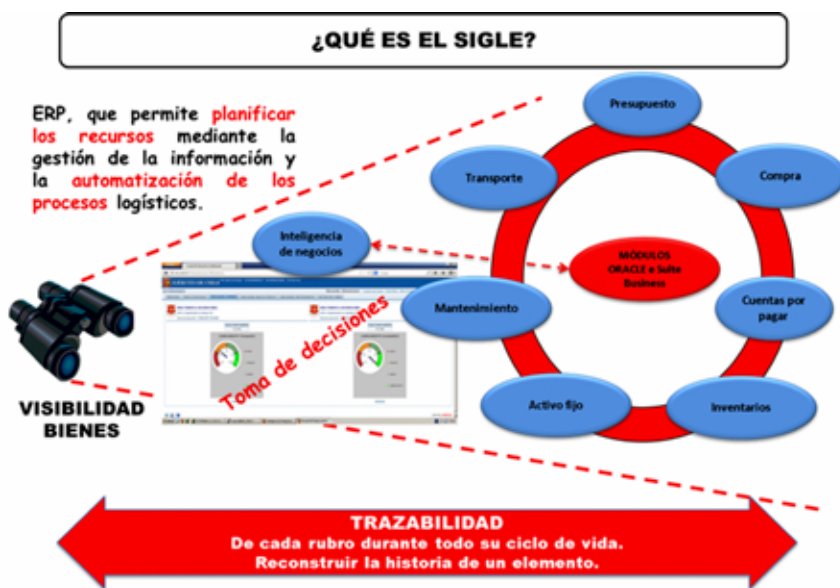 ¿QUÉ ES EL SIGLE?
ERP, que permite planificar
los recursos mediante la
gestión de la información y
la automatización de los
procesos logísticos.
Presupuesto
Transporte
Compra
Inteligencia
de negocios
MÓDULOS
ORACLE e Suite
Business
Mantenimiento
Cuentas por
pagar
Toma de decisiones
Activo fijo
Inventarios
VISIBILIDAD
BIENES
TRAZABILIDAD
De cada rubro durante todo su ciclo de vida.
Reconstruir la historia de un elemento.